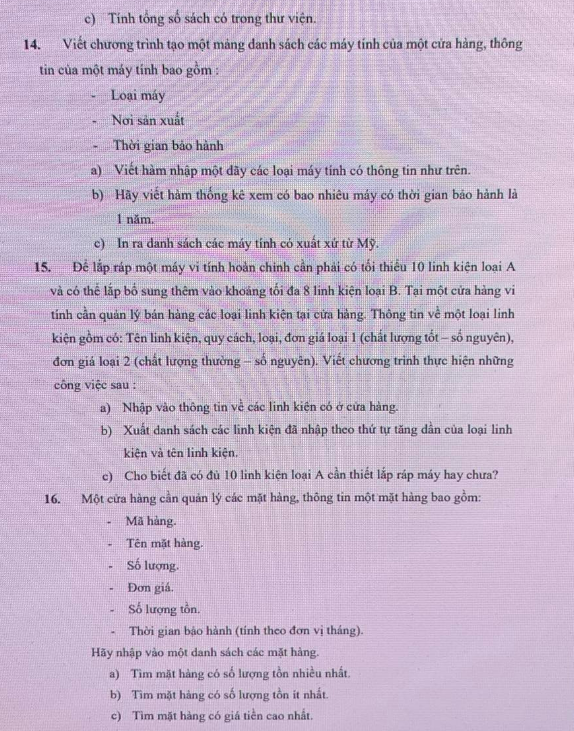 c) Tính tổng số sách có trong thư viện.
14. Viết chương trình tạo một mảng danh sách các máy tính của một cửa hàng, thông
tin của một máy tính bao gồm :
- Loại máy
- Nơi sản xuất
- Thời gian bảo hành
a) Viết hàm nhập một dãy các loại máy tính có thông tin như trên.
b) Hãy viết hàm thống kê xem có bao nhiêu máy có thời gian bảo hành là
1 năm.
c) In ra danh sách các máy tính có xuất xứ từ Mỹ.
15. Để lắp ráp một máy vi tính hoàn chỉnh cần phải có tối thiểu 10 linh kiện loại A
và có thể lắp bổ sung thêm vào khoảng tối đa 8 linh kiện loại B. Tại một cửa hàng vi
tính cần quản lý bán hàng các loại linh kiện tại cửa hàng. Thông tin về một loại linh
kiện gồm có: Tên linh kiện, quy cách, loại, đơn giá loại 1 (chất lượng tốt – số nguyên),
đơn giá loại 2 (chất lượng thường – số nguyên). Viết chương trình thực hiện những
công việc sau :
a) Nhập vào thông tin về các linh kiện có ở cửa hàng.
b) Xuất danh sách các linh kiện đã nhập theo thứ tự tăng dần của loại linh
kiện và tên linh kiện.
c) Cho biết đã có đủ 10 linh kiện loại A cần thiết lắp ráp máy hay chưa?
16. Một cửa hàng cần quản lý các mặt hàng, thông tin một mặt hàng bao gồm:
- Mã hàng.
- Tên mặt hàng.
- Số lượng.
- Đơn giá.
- Số lượng tồn.
- Thời gian bảo hành (tính theo đơn vị tháng).
Hãy nhập vào một danh sách các mặt hàng.
a) Tìm mặt hàng có số lượng tồn nhiều nhất.
b) Tìm mặt hàng có số lượng tồn ít nhất.
c) Tìm mặt hàng có giá tiền cao nhất.